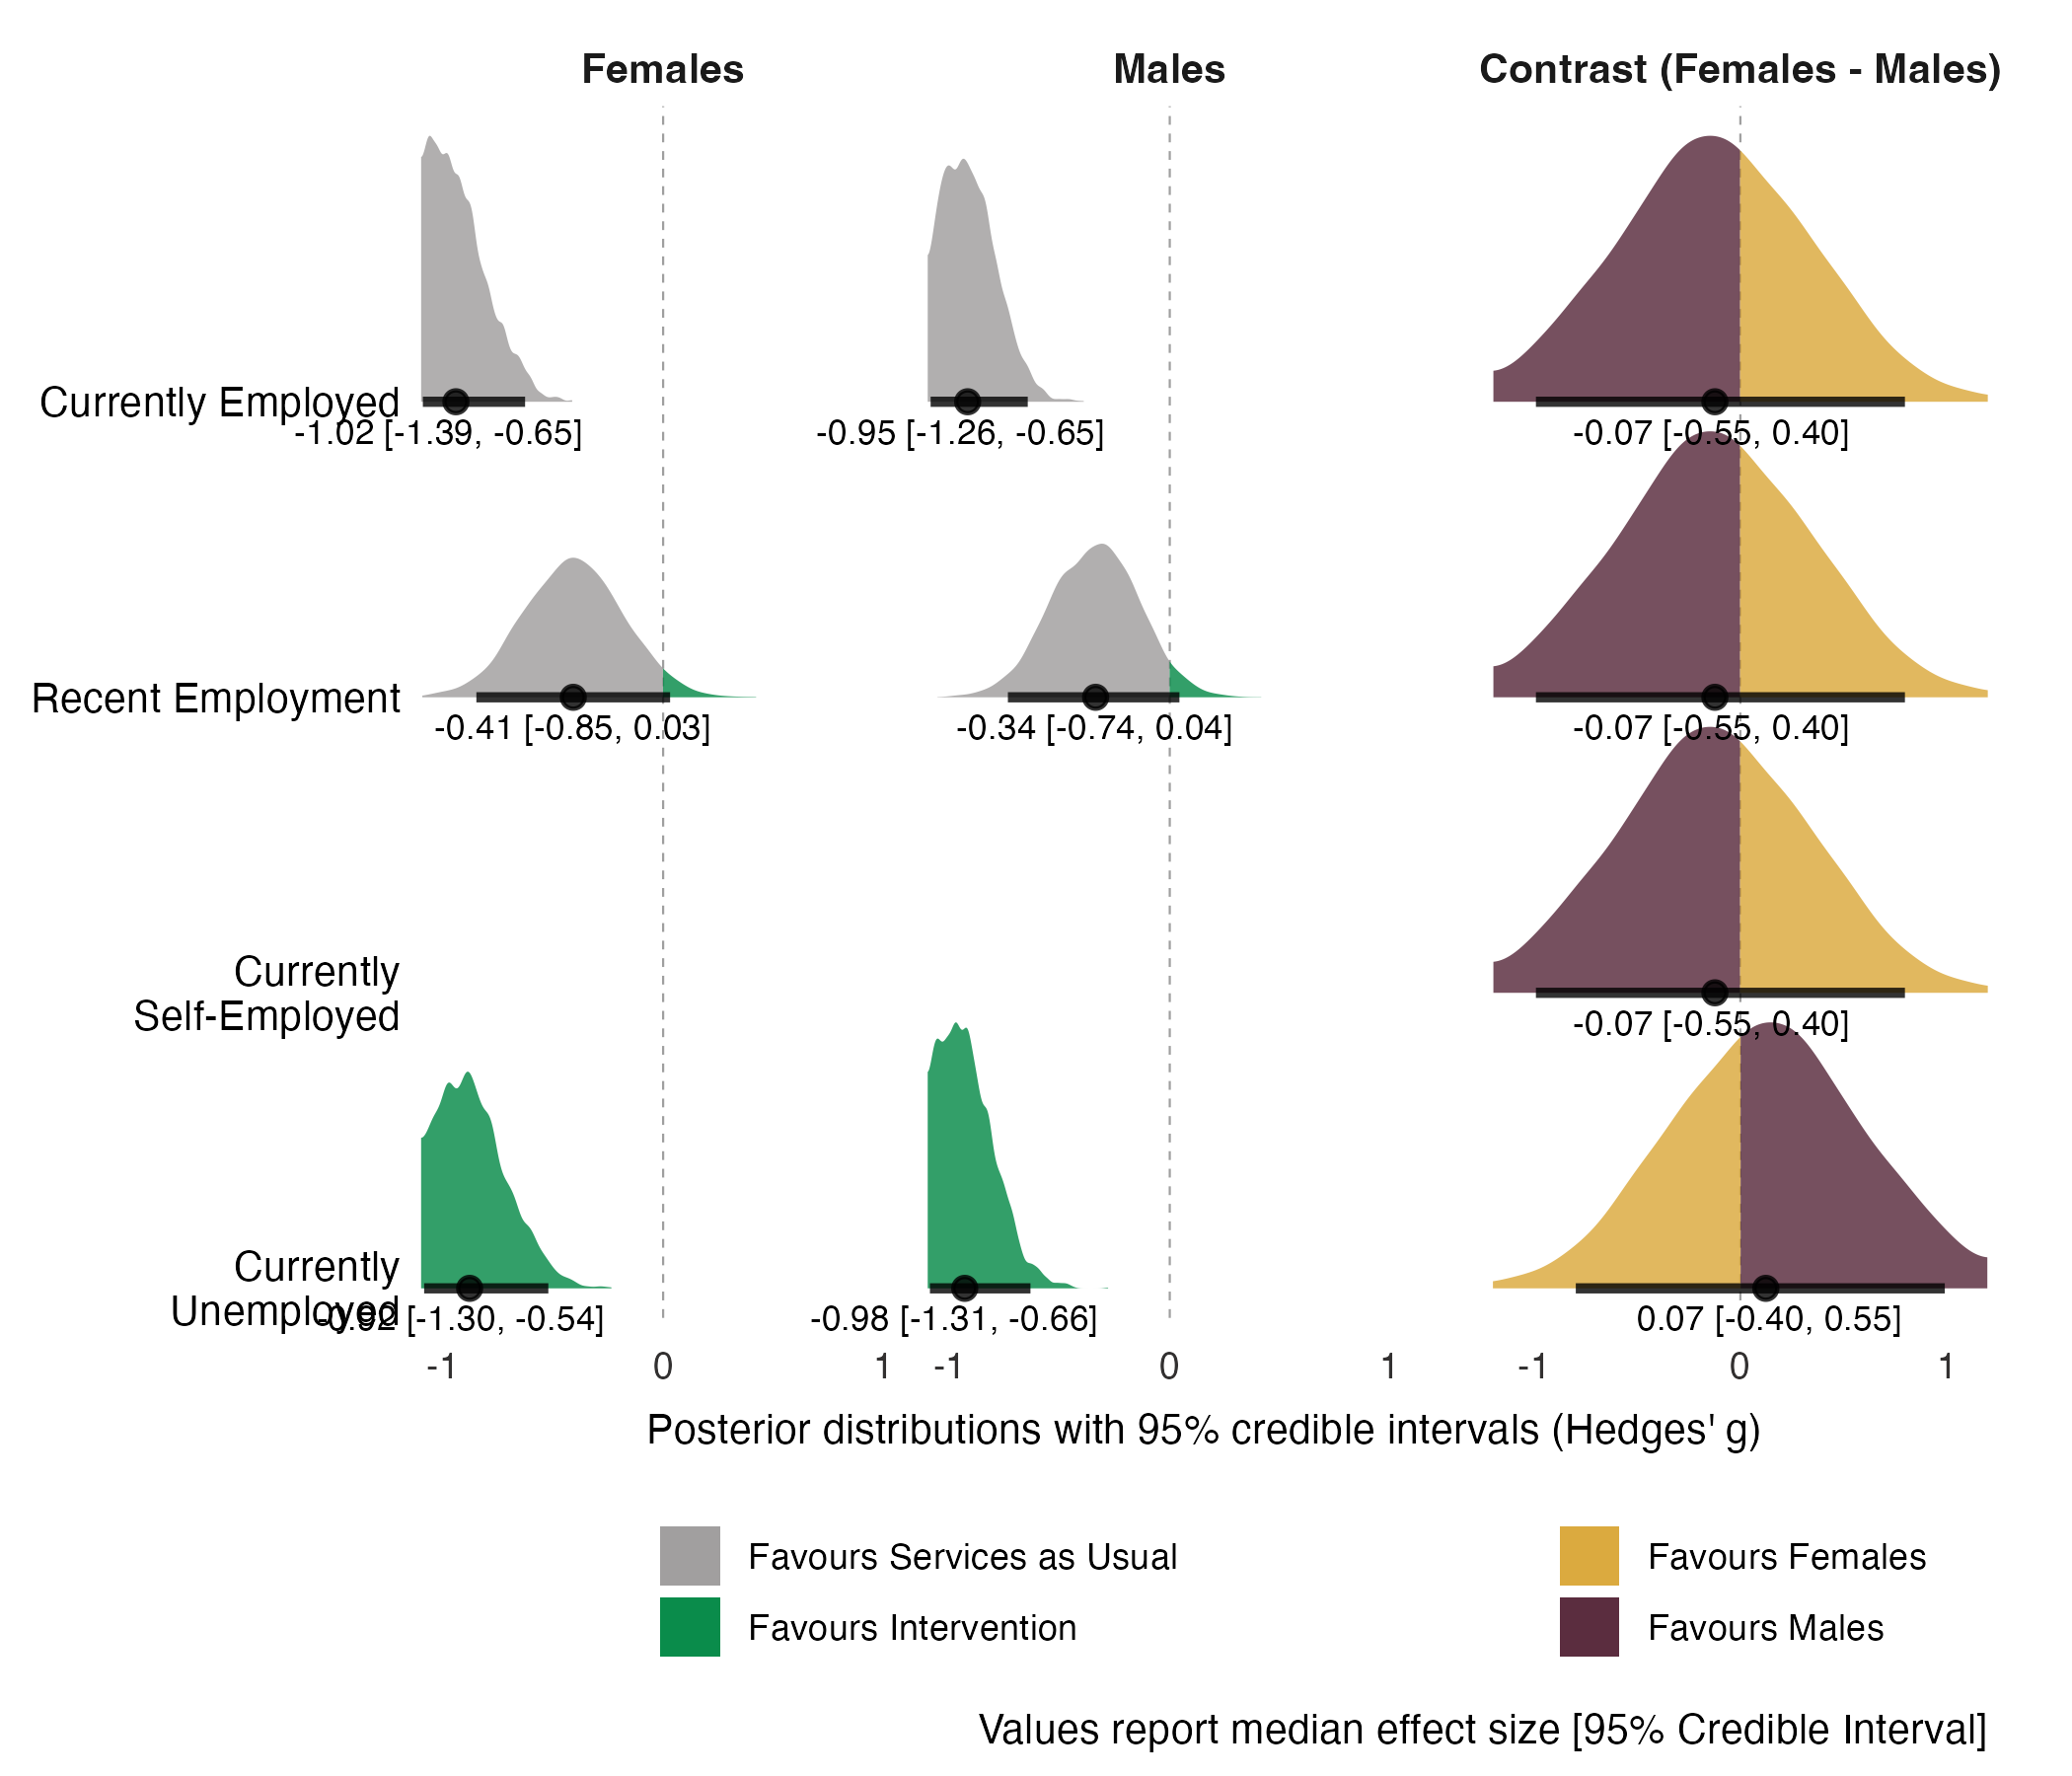 Females
Males
Contrast (Females - Males)
Currently Employed
-1.02 [-1.39, -0.65]
-0.95 [-1.26, -0.65]
-0.07 [-0.55, 0.40]
Recent Employment
-0.41 [-0.85, 0.03]
-0.34 [-0.74, 0.04]
-0.07 [-0.55, 0.40]
Currently
Self-Employed
-0.07 [-0.55, 0.40]
Currently
Unemployed
-0.92 [-1.30, -0.54]
-0.98 [-1.31, -0.66]
0.07 [-0.40, 0.55]
-1 0 1 -1 0 1 -1 0 1
Posterior distributions with 95% credible intervals (Hedges' g)
Favours Services as Usual
Favours Intervention
Favours Females
Favours Males
Values report median effect size [95% Credible Interval]